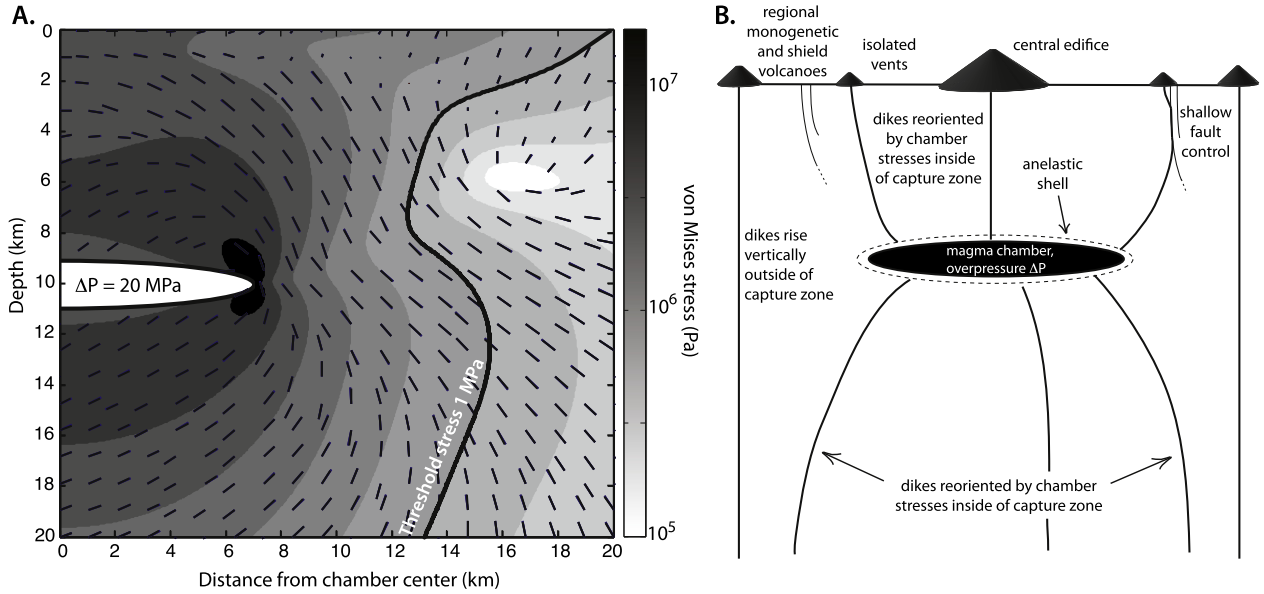 A.
0
2
4
6
8
10
12
14
16
18
20
Depth (km)
ΔP = 20 MPa
Threshold stress 1 MPa
0 2 4 6 8 10 12 14 16 18 20
Distance from chamber center (km)
10⁷
10⁶
10⁵
von Mises stress (Pa)
B.
regional
monogenetic
and shield
volcanoes
isolated
vents
central edifice
dikes reoriented
by chamber
stresses inside
of capture zone
anelastic
shell
shallow
fault
control
dikes rise
vertically
outside of
capture zone
magma chamber,
overpressure ΔP
dikes reoriented by chamber
stresses inside of capture zone